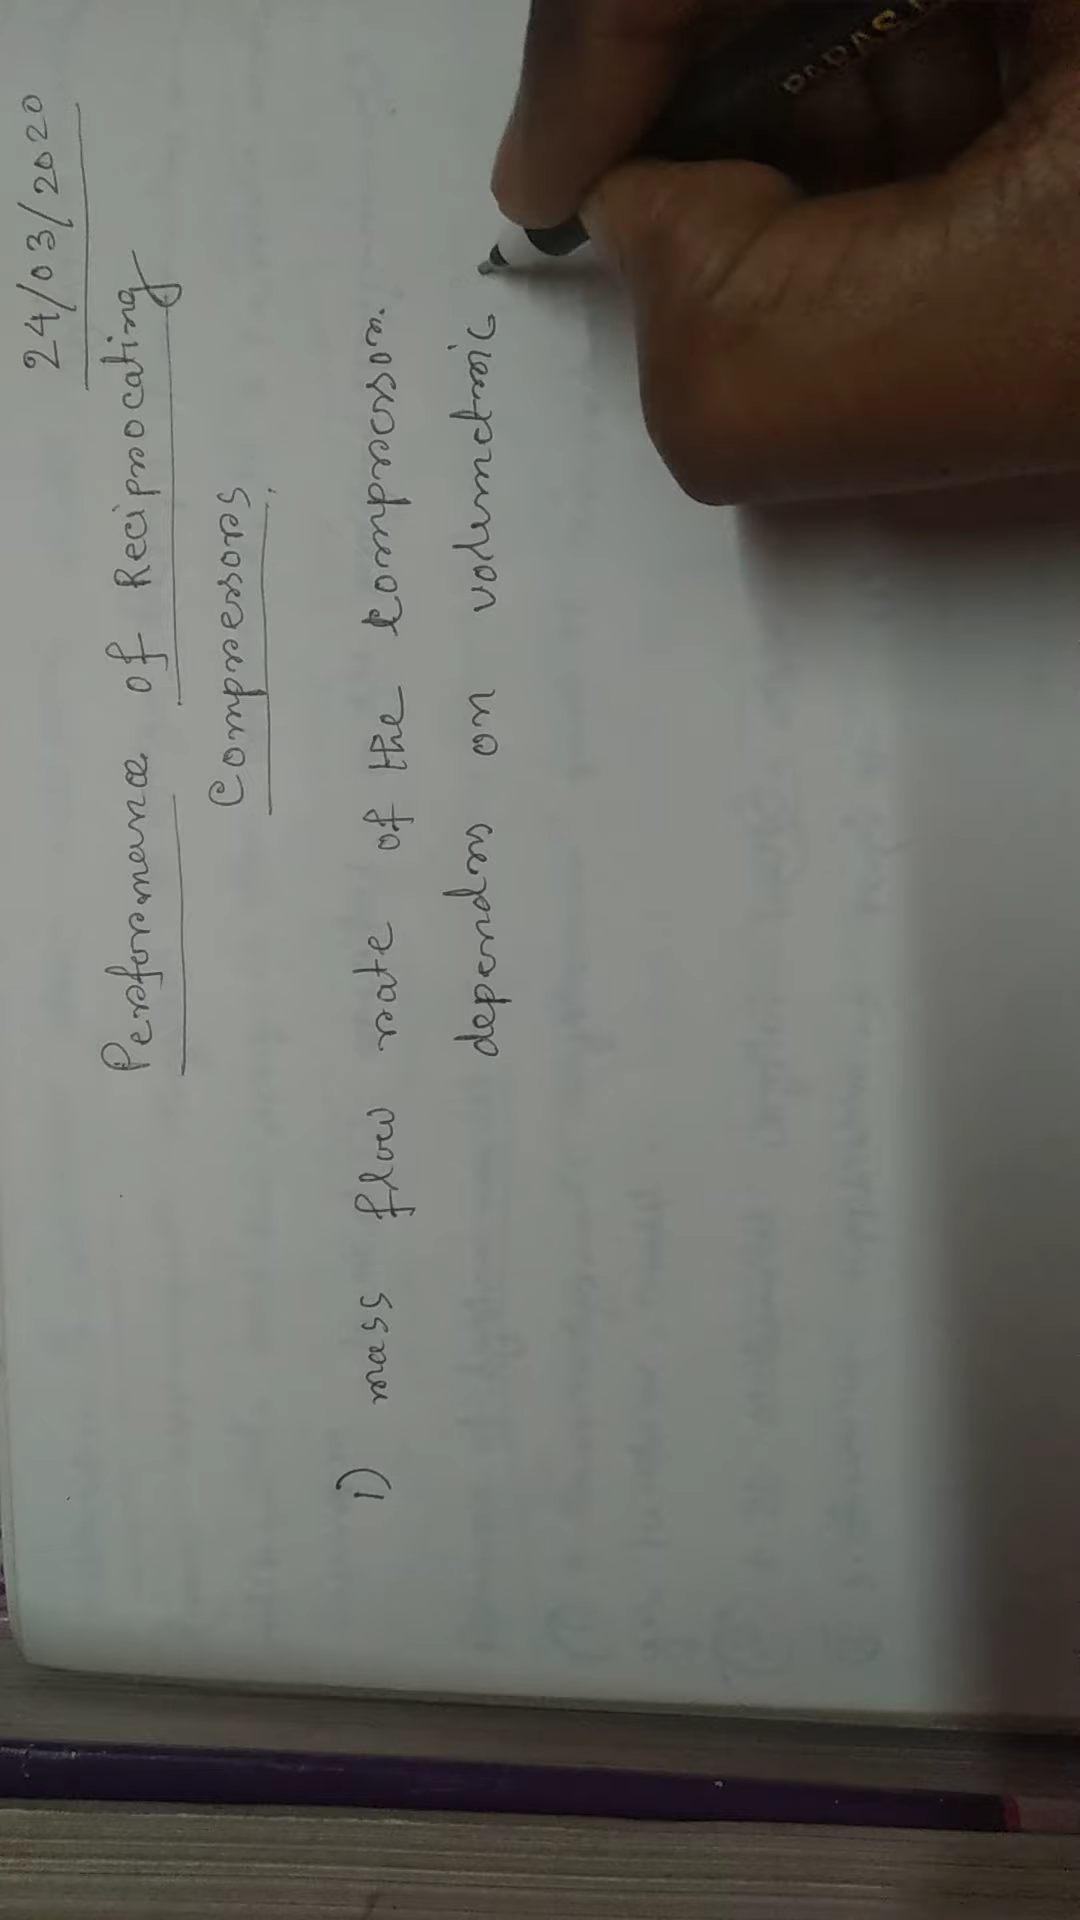 24/03/2020
Performance of Reciprocating
Compressors.
1) mass flow rate of the compressor.
depends on volumetric